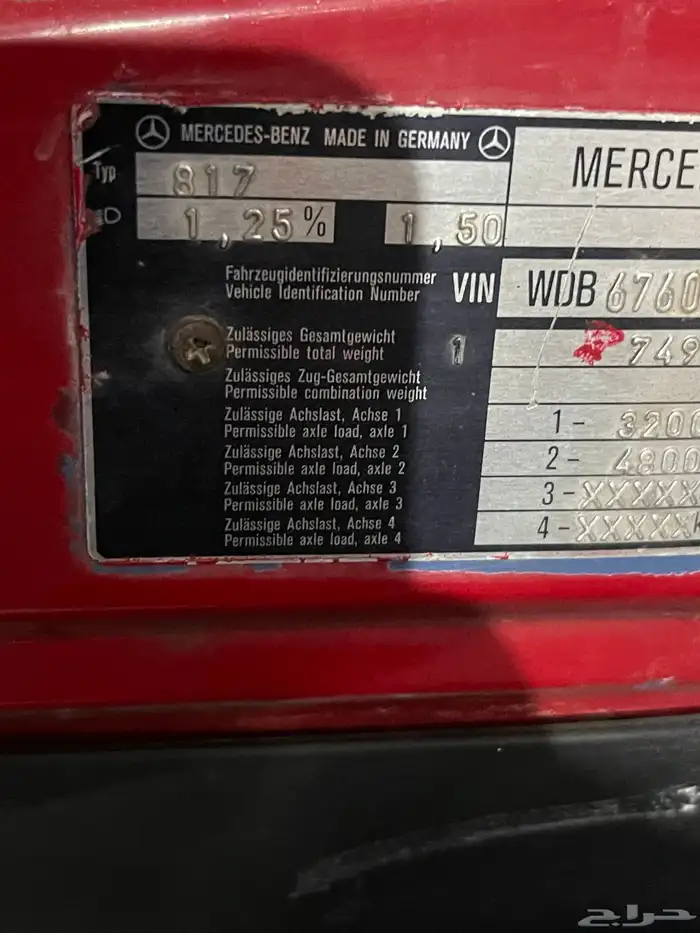 MERCEDES-BENZ MADE IN GERMANY
MERCE
Typ 817
1,25% 1,50
Fahrzeugidentifizierungsnummer
Vehicle Identification Number
VIN WDB 6760
Zulässiges Gesamtgewicht
Permissible total weight
1 749
Zulässiges Zug-Gesamtgewicht
Permissible combination weight
Zulässige Achslast, Achse 1
Permissible axle load, axle 1
1- 3200
Zulässige Achslast, Achse 2
Permissible axle load, axle 2
2- 4800
Zulässige Achslast, Achse 3
Permissible axle load, axle 3
3-XXXXX
Zulässige Achslast, Achse 4
Permissible axle load, axle 4
4-XXXXX
حراج